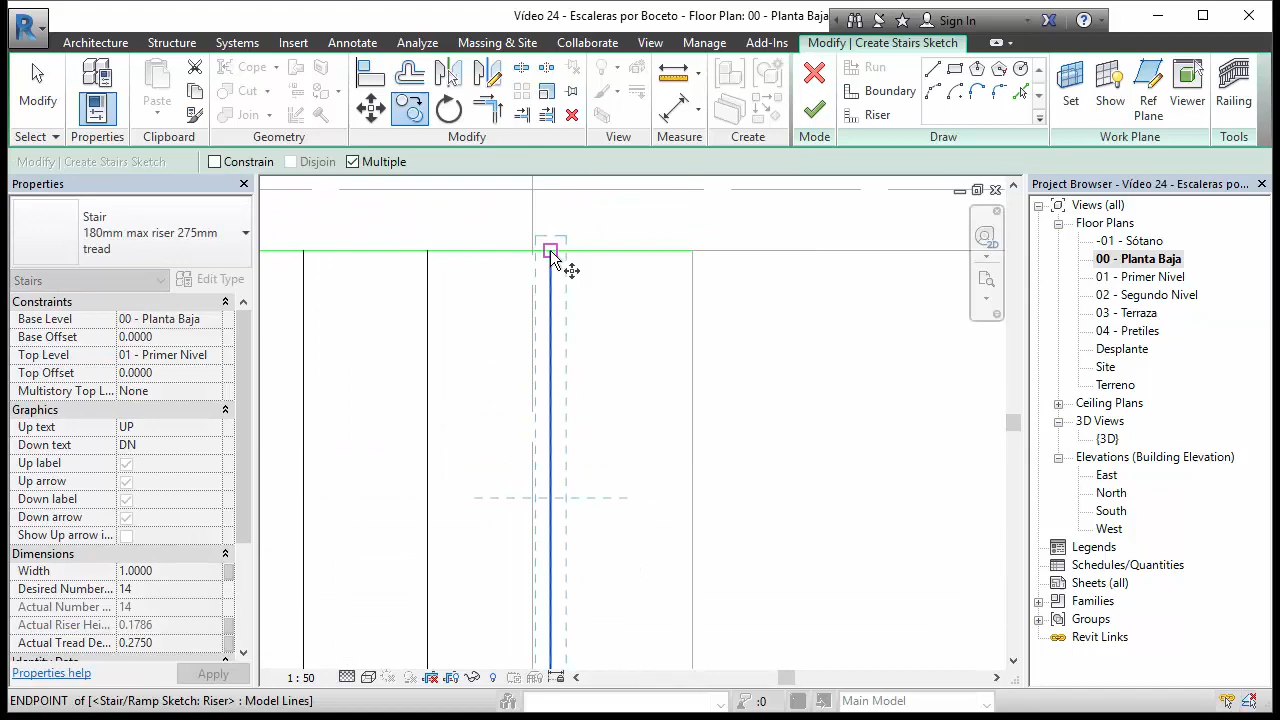 Vídeo 24 - Escaleras por Boceto - Floor Plan: 00 - Planta Baja
Sign In
Architecture Structure Systems Insert Annotate Analyze Massing & Site Collaborate View Manage Add-Ins Modify | Create Stairs Sketch
Modify
Paste
Cope
Cut
Join
Run
Boundary
Riser
Set
Show
Ref
Plane
Viewer
Railing
Select Properties Clipboard Geometry Modify View Measure Create Mode Draw Work Plane Tools
Modify | Create Stairs Sketch
Constrain Disjoin Multiple
Properties
Stair
180mm max riser 275mm
tread
Stairs
Edit Type
Constraints
Base Level 00 - Planta Baja
Base Offset 0.0000
Top Level 01 - Primer Nivel
Top Offset 0.0000
Multistory Top L... None
Graphics
Up text UP
Down text DN
Up label
Up arrow
Down label
Down arrow
Show Up arrow i...
Dimensions
Width 1.0000
Desired Number... 14
Actual Number ... 14
Actual Riser Heig... 0.1786
Actual Tread De... 0.2750
Properties help
Apply
2D
Project Browser - Vídeo 24 - Escaleras po...
Views (all)
Floor Plans
-01 - Sótano
00 - Planta Baja
01 - Primer Nivel
02 - Segundo Nivel
03 - Terraza
04 - Pretiles
Desplante
Site
Terreno
Ceiling Plans
3D Views
{3D}
Elevations (Building Elevation)
East
North
South
West
Legends
Schedules/Quantities
Sheets (all)
Families
Groups
Revit Links
1 : 50
ENDPOINT of [<Stair/Ramp Sketch: Riser> : Model Lines]
:0
Main Model